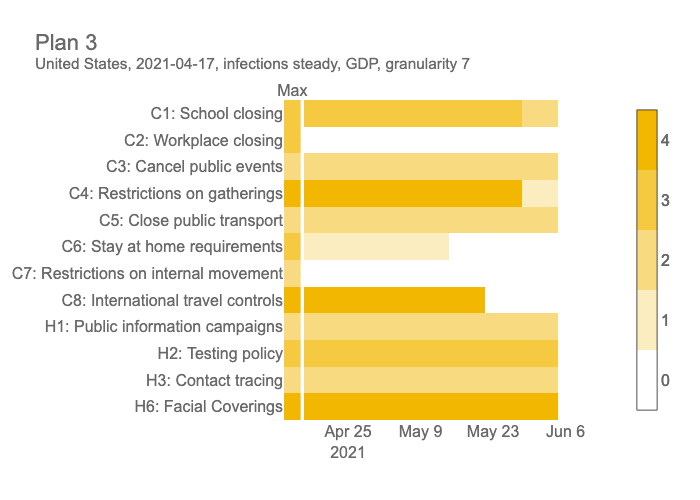 Plan 3
United States, 2021-04-17, infections steady, GDP, granularity 7
Max
C1: School closing
C2: Workplace closing
C3: Cancel public events
C4: Restrictions on gatherings
C5: Close public transport
C6: Stay at home requirements
C7: Restrictions on internal movement
C8: International travel controls
H1: Public information campaigns
H2: Testing policy
H3: Contact tracing
H6: Facial Coverings
Apr 25 May 9 May 23 Jun 6
2021
4
3
2
1
0